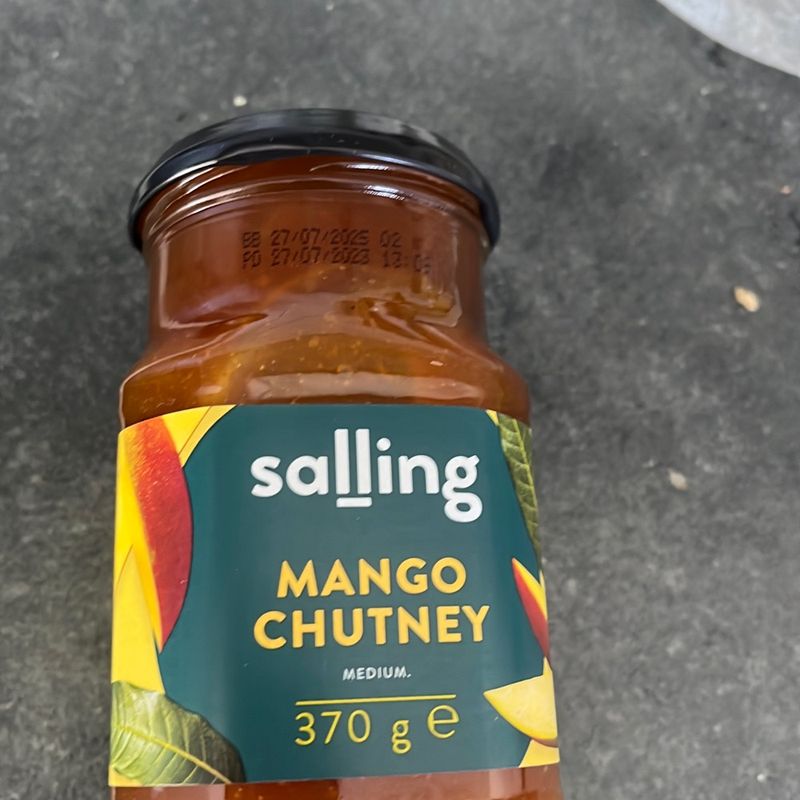 BB 27/07/2025 02
PD 27/07/2023
salling
MANGO
CHUTNEY
MEDIUM.
370 g e